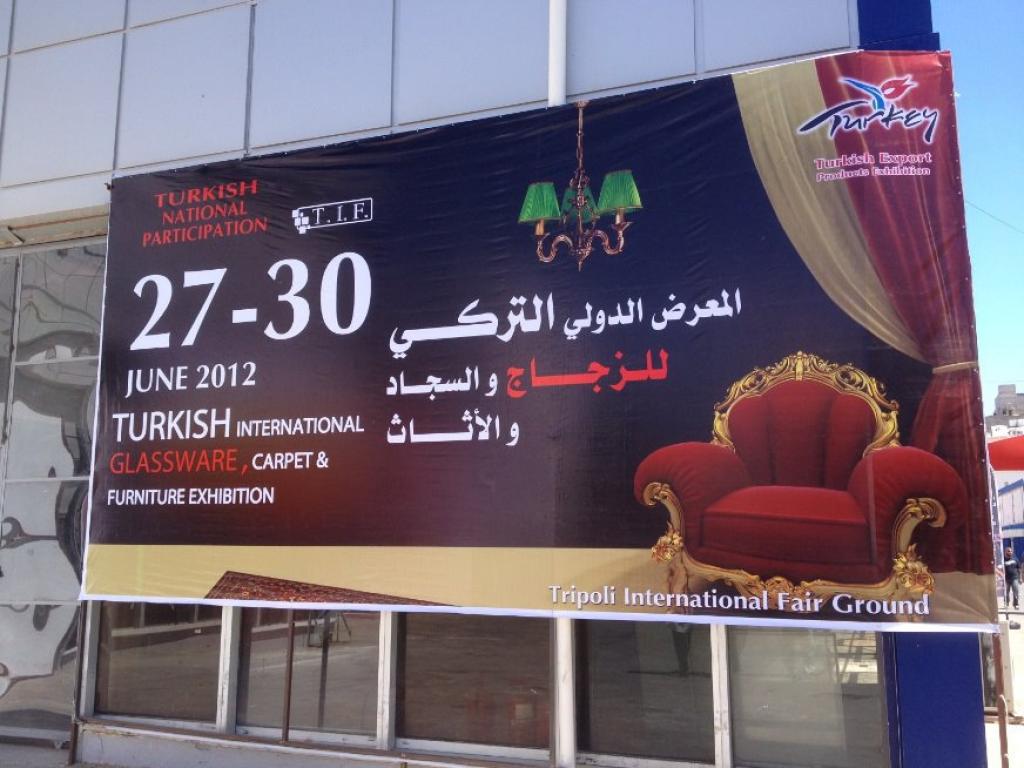 TURKISH
NATIONAL
PARTICIPATION
T.I.F.
27-30
JUNE 2012
TURKISH INTERNATIONAL
GLASSWARE, CARPET &
FURNITURE EXHIBITION
المعرض الدولي التركي
للزجاج و السجاد
و الأثاث
Turkey
Turkish Export
Products Exhibition
Tripoli International Fair Ground